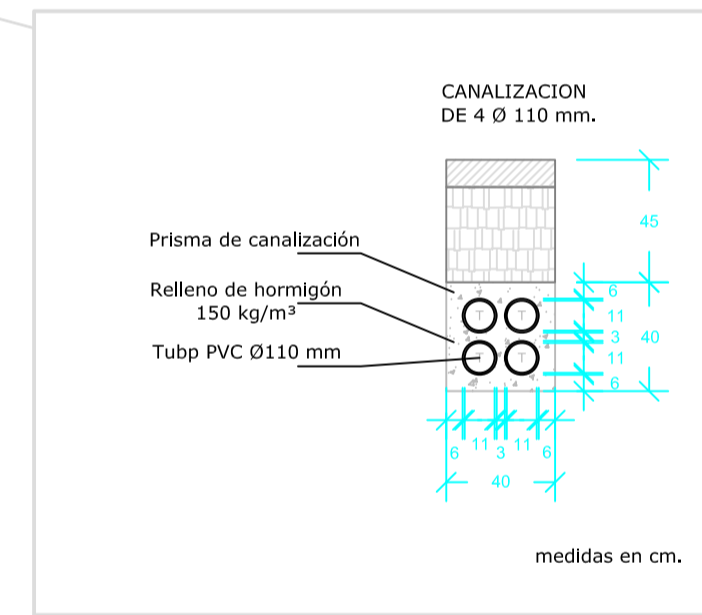 CANALIZACION
DE 4 Ø 110 mm.
45
Prisma de canalización
Relleno de hormigón
150 kg/m³
Tubp PVC Ø110 mm
T T
T T
6
11
3 40
11
6
6 11 3 11 6
40
medidas en cm.